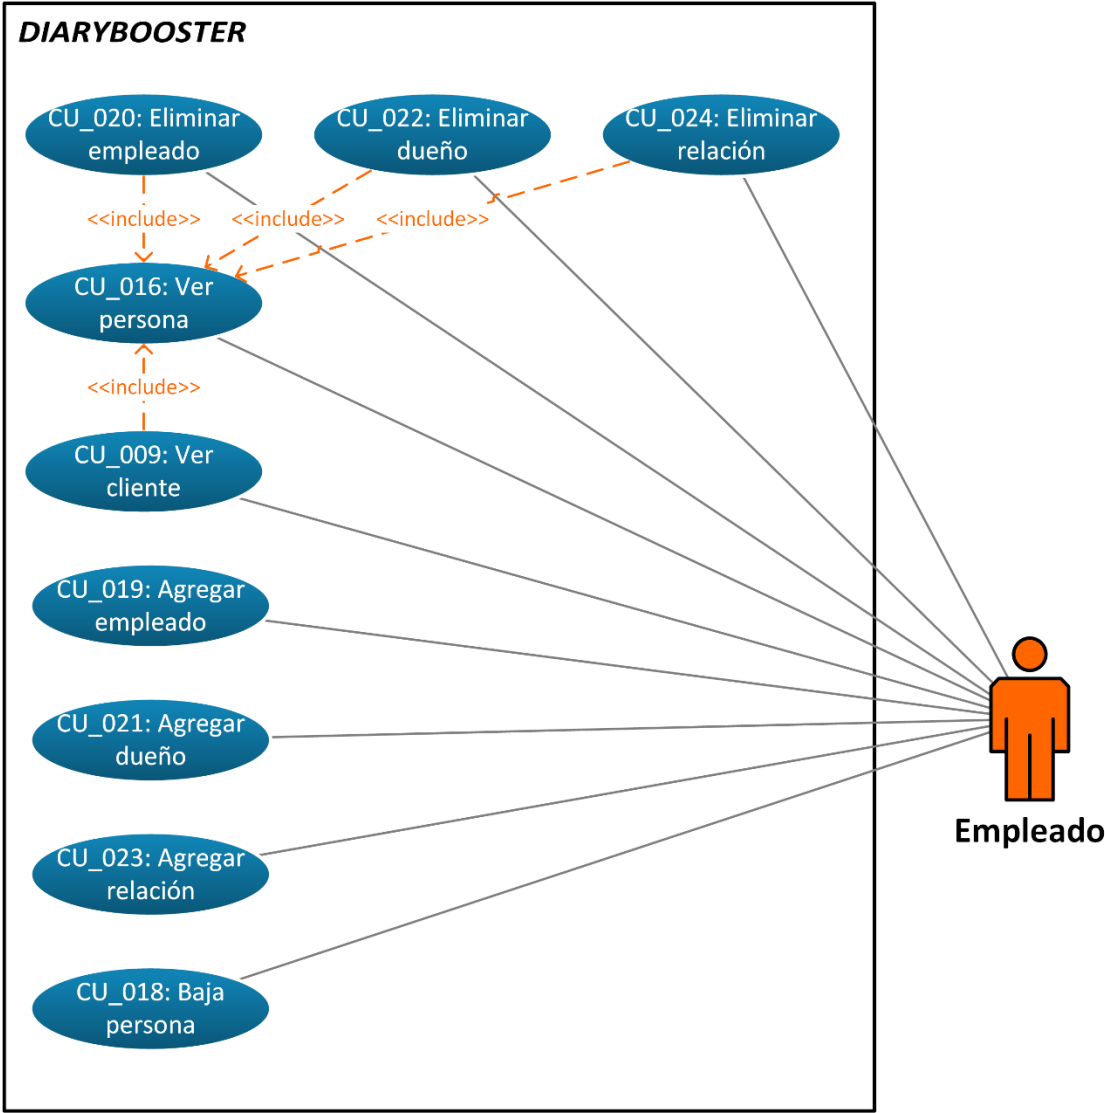 DIARYBOOSTER
CU_020: Eliminar
empleado
CU_022: Eliminar
dueño
CU_024: Eliminar
relación
<<include>>
<<include>>
<<include>>
CU_016: Ver
persona
<<include>>
CU_009: Ver
cliente
CU_019: Agregar
empleado
CU_021: Agregar
dueño
CU_023: Agregar
relación
CU_018: Baja
persona
Empleado